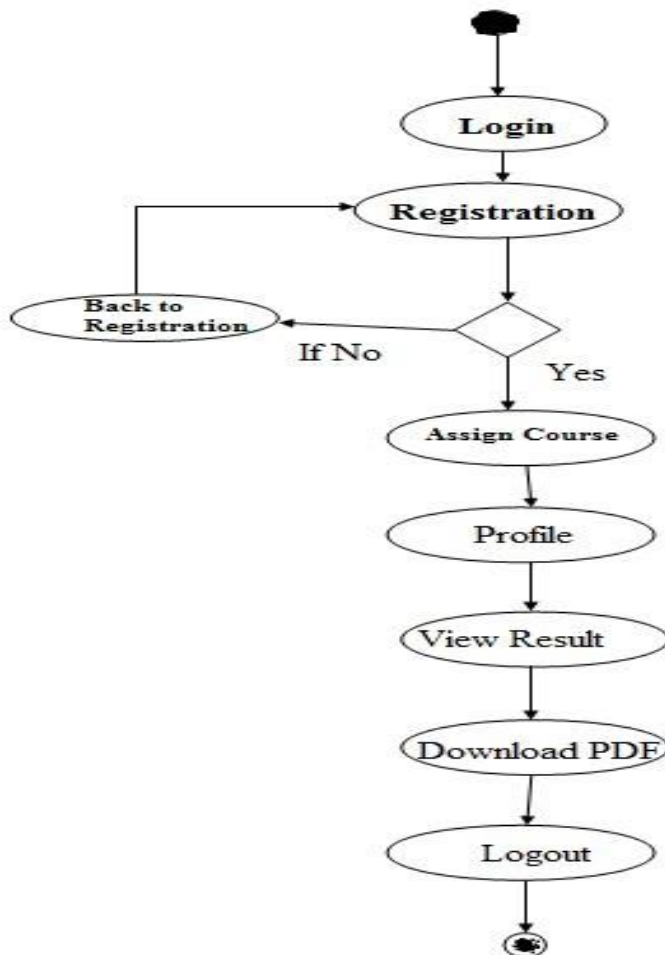 Login
Registration
Back to
Registration
If No
Yes
Assign Course
Profile
View Result
Download PDF
Logout